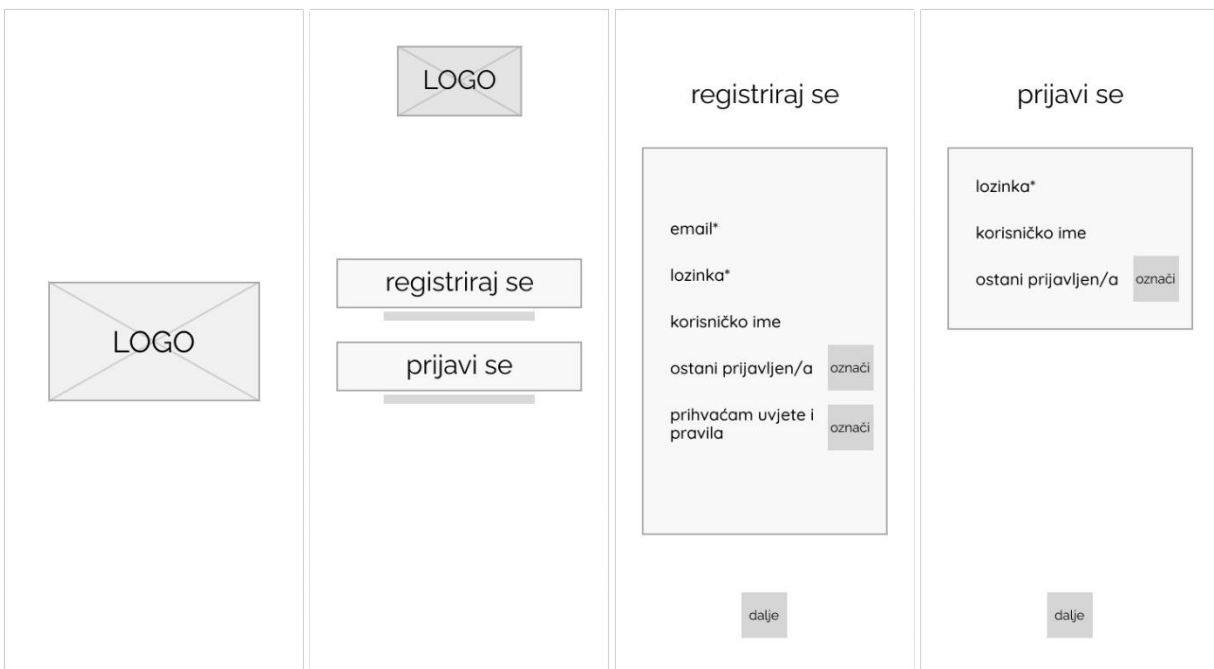 LOGO
LOGO
registriraj se
prijavi se
registriraj se
email*
lozinka*
korisničko ime
ostani prijavljen/a
označi
prihvaćam uvjete i
pravila
označi
dalje
prijavi se
lozinka*
korisničko ime
ostani prijavljen/a
označi
dalje